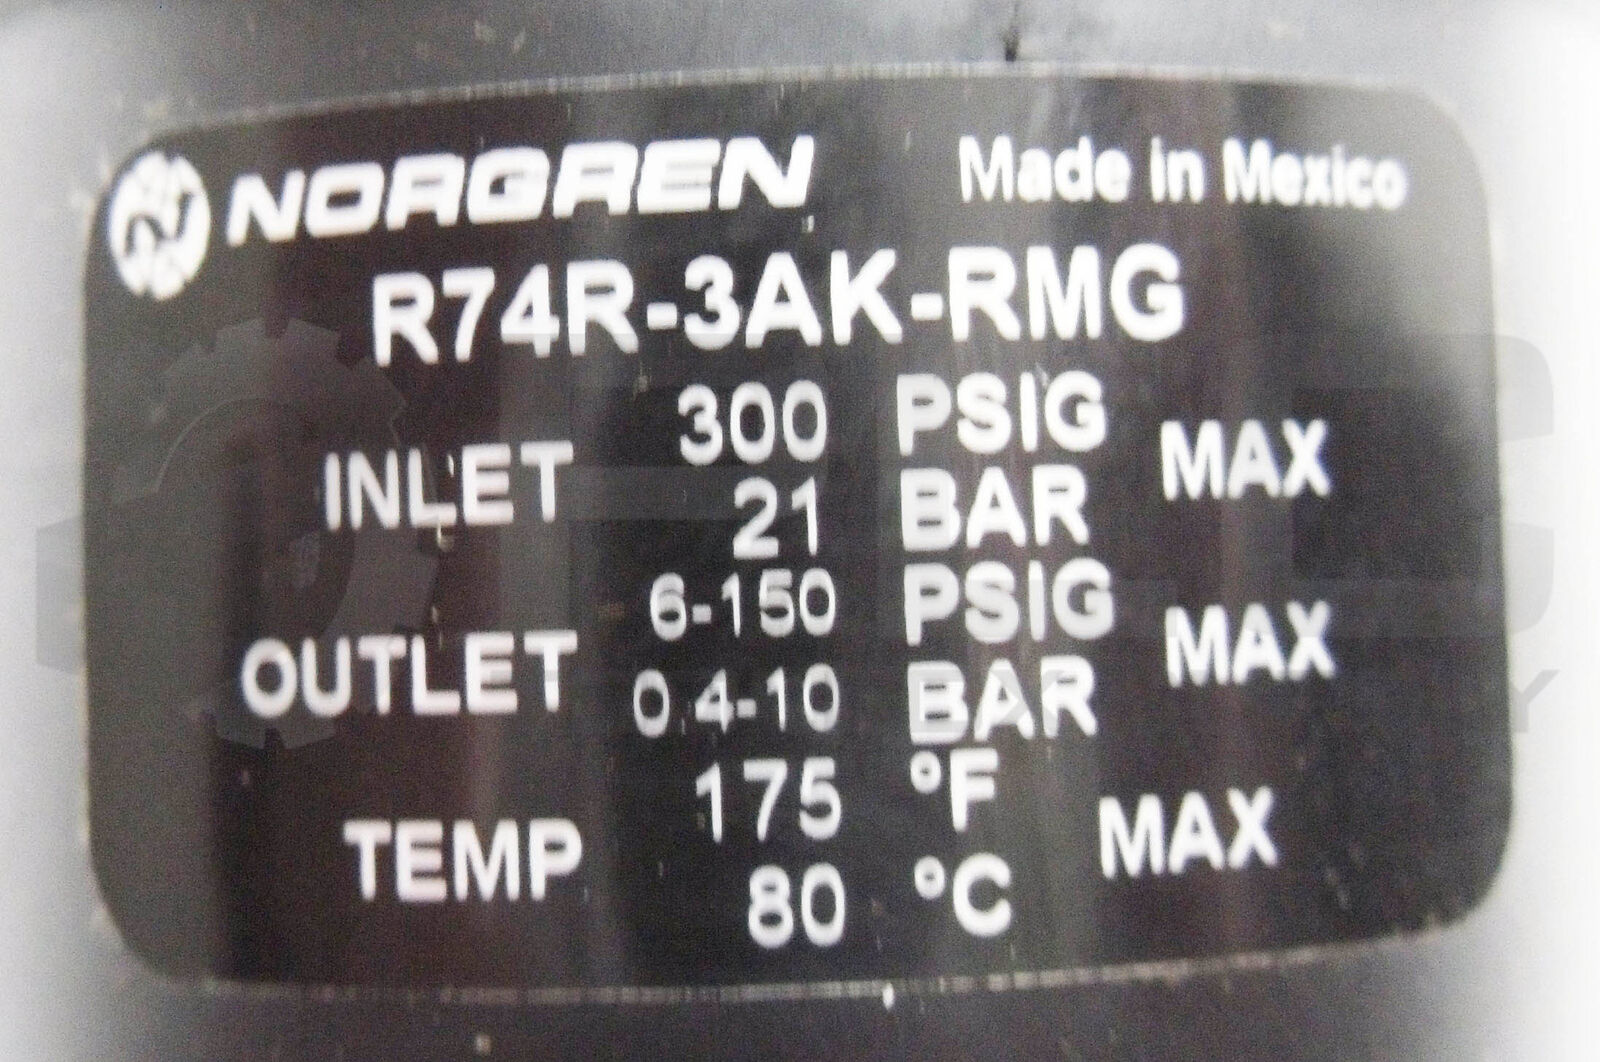 NORGREN Made in Mexico
R74R-3AK-RMG
INLET 300 PSIG MAX
21 BAR
OUTLET 6-150 PSIG MAX
0.4-10 BAR
TEMP 175 °F MAX
80 °C